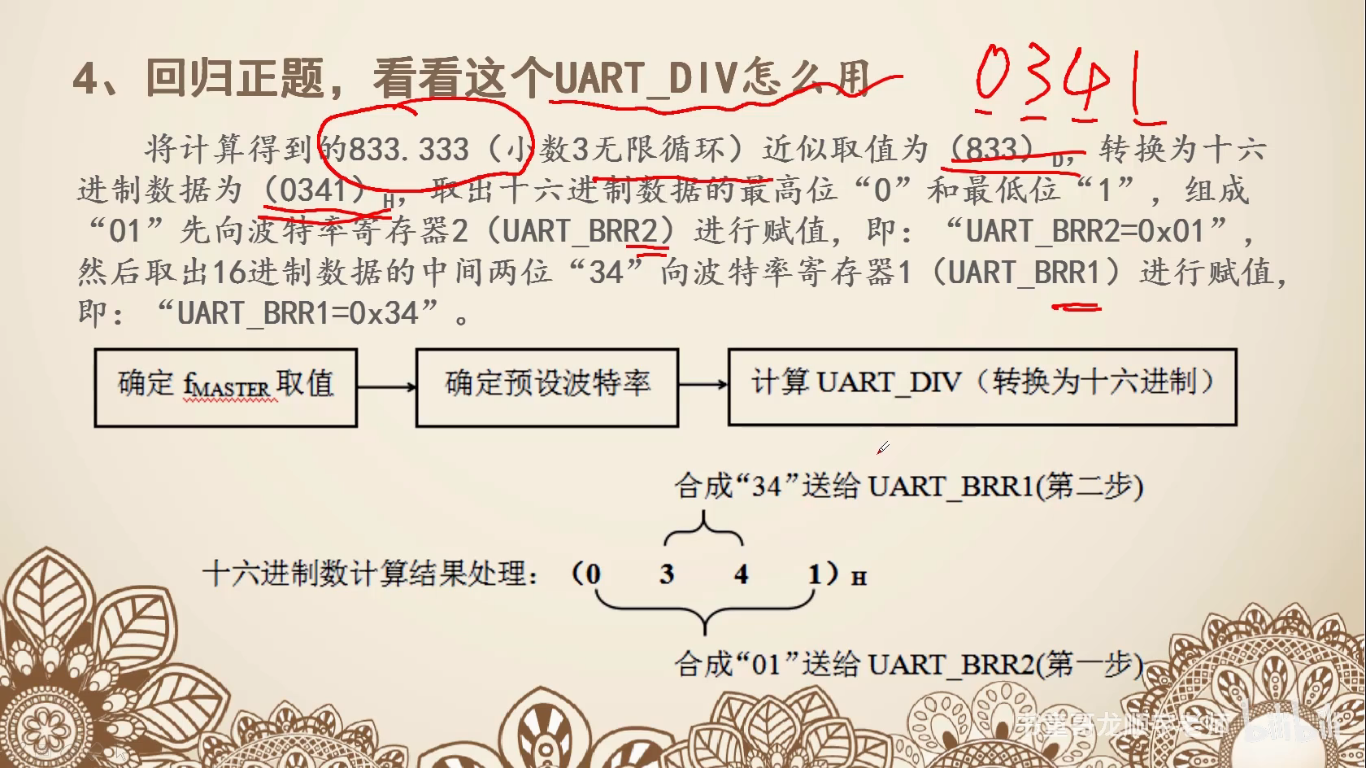 4、回归正题，看看这个UART_DIV怎么用
0341
将计算得到的833.333（小数3无限循环）近似取值为（833）D，转换为十六
进制数据为（0341）H，取出十六进制数据的最高位“0”和最低位“1”，组成
“01”先向波特率寄存器2（UART_BRR2）进行赋值，即：“UART_BRR2=0x01”，
然后取出16进制数据的中间两位“34”向波特率寄存器1（UART_BRR1）进行赋值，
即：“UART_BRR1=0x34”。
确定 fMASTER 取值
确定预设波特率
计算 UART_DIV（转换为十六进制）
合成“34”送给 UART_BRR1(第二步)
十六进制数计算结果处理：（0 3 4 1）H
合成“01”送给 UART_BRR2(第一步)
bilibili